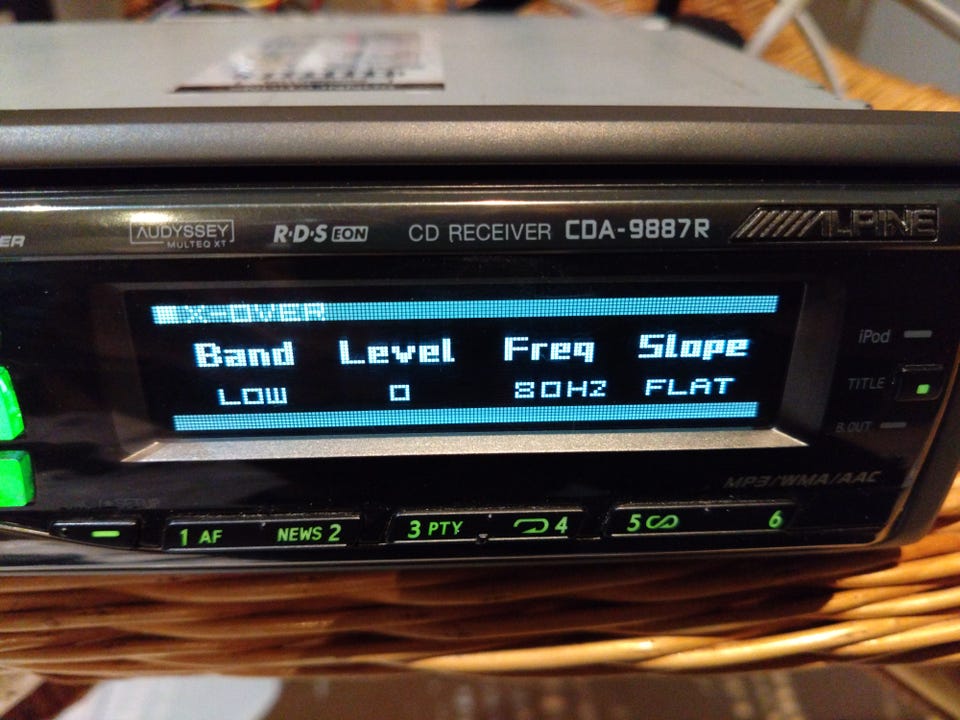 AUDYSSEY
MULTEQ XT
R·D·S EON
CD RECEIVER CDA-9887R
ALPINE
X-OVER
Band Level Freq Slope
LOW 0 80HZ FLAT
iPod
TITLE
B.OUT
MP3/WMA/AAC
1 AF NEWS 2 3 PTY 4 5 6